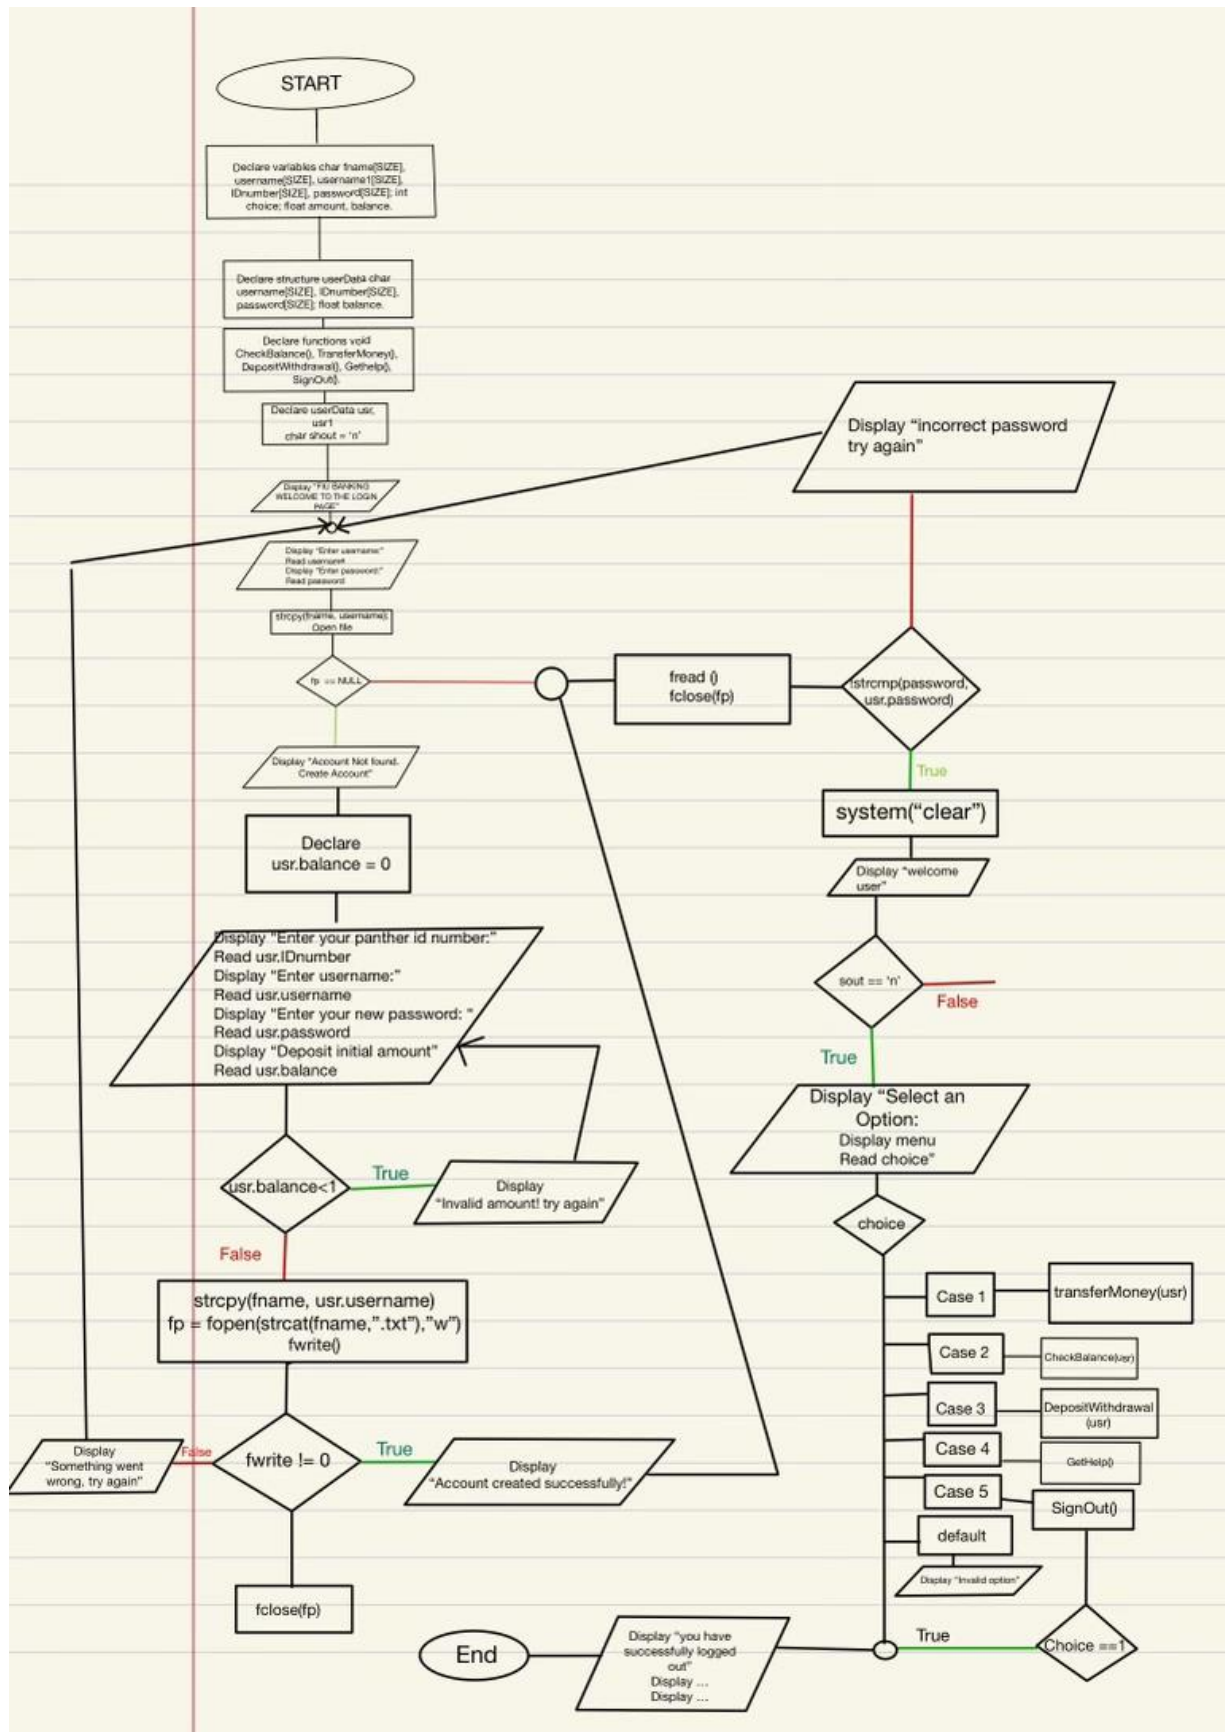 START
Declare variables char fname[SIZE],
username[SIZE], username1[SIZE],
IDnumber[SIZE], password[SIZE]; int
choice; float amount, balance.
Declare structure userData char
username[SIZE], IDnumber[SIZE],
password[SIZE]; float balance.
Declare functions void
CheckBalance(), TransferMoney(),
DepositWithdrawal(), Gethelp(),
SignOut().
Declare userData usr,
usr1
char shout = 'n'
Display "FIU BANKING
WELCOME TO THE LOGIN
PAGE"
Display "Enter username:"
Read username
Display "Enter password:"
Read password
strcpy(fname, username);
Open file
fp == NULL
Display "Account Not found.
Create Account"
Declare
usr.balance = 0
Display "Enter your panther id number:"
Read usr.IDnumber
Display "Enter username:"
Read usr.username
Display "Enter your new password: "
Read usr.password
Display "Deposit initial amount"
Read usr.balance
usr.balance<1
True
Display
"Invalid amount! try again"
False
strcpy(fname, usr.username)
fp = fopen(strcat(fname,".txt"),"w")
fwrite()
fwrite != 0
False
Display
"Something went
wrong, try again"
True
Display
"Account created successfully!"
fclose(fp)
fread ()
fclose(fp)
!strcmp(password,
usr.password)
Display "incorrect password
try again"
True
system("clear")
Display "welcome
user"
sout == 'n'
False
True
Display "Select an
Option:
Display menu
Read choice"
choice
Case 1
transferMoney(usr)
Case 2
CheckBalance(usr)
Case 3
DepositWithdrawal
(usr)
Case 4
GetHelp()
Case 5
SignOut()
default
Display "Invalid option"
Choice ==1
True
Display "you have
successfully logged
out"
Display ...
Display ...
End